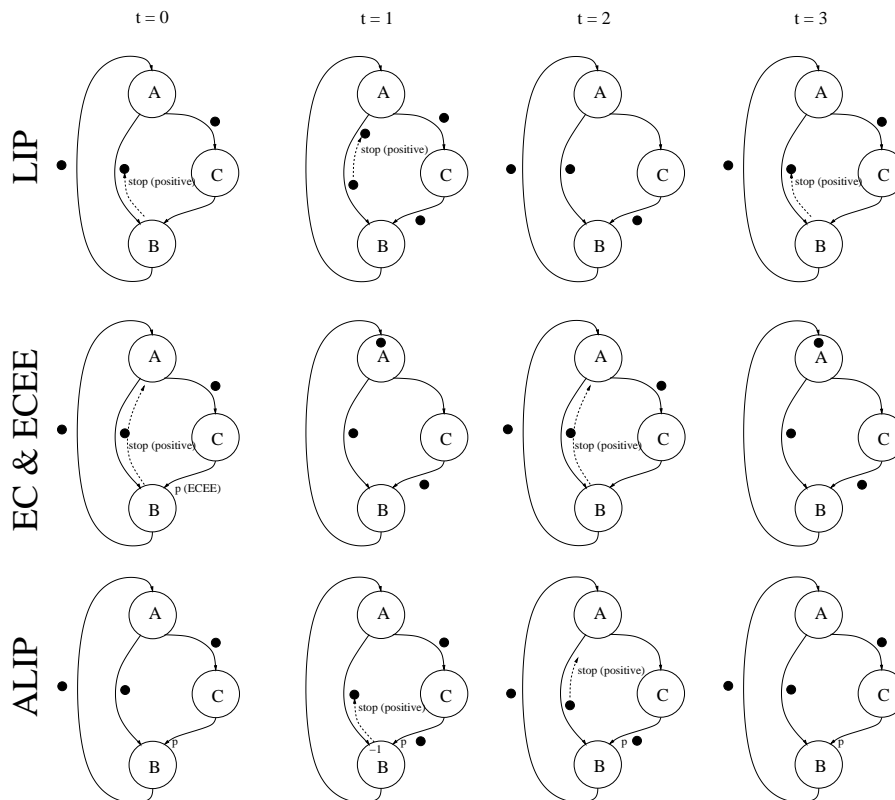 t = 0 t = 1 t = 2 t = 3
LIP
A A A A
stop (positive)
C C C C
stop (positive) stop (positive)
B B B B
EC & ECEE
A A A A
C C C C
stop (positive) stop (positive)
p (ECEE)
B B B B
ALIP
A A A A
stop (positive)
C C C C
stop (positive)
p p p p
−1
B B B B